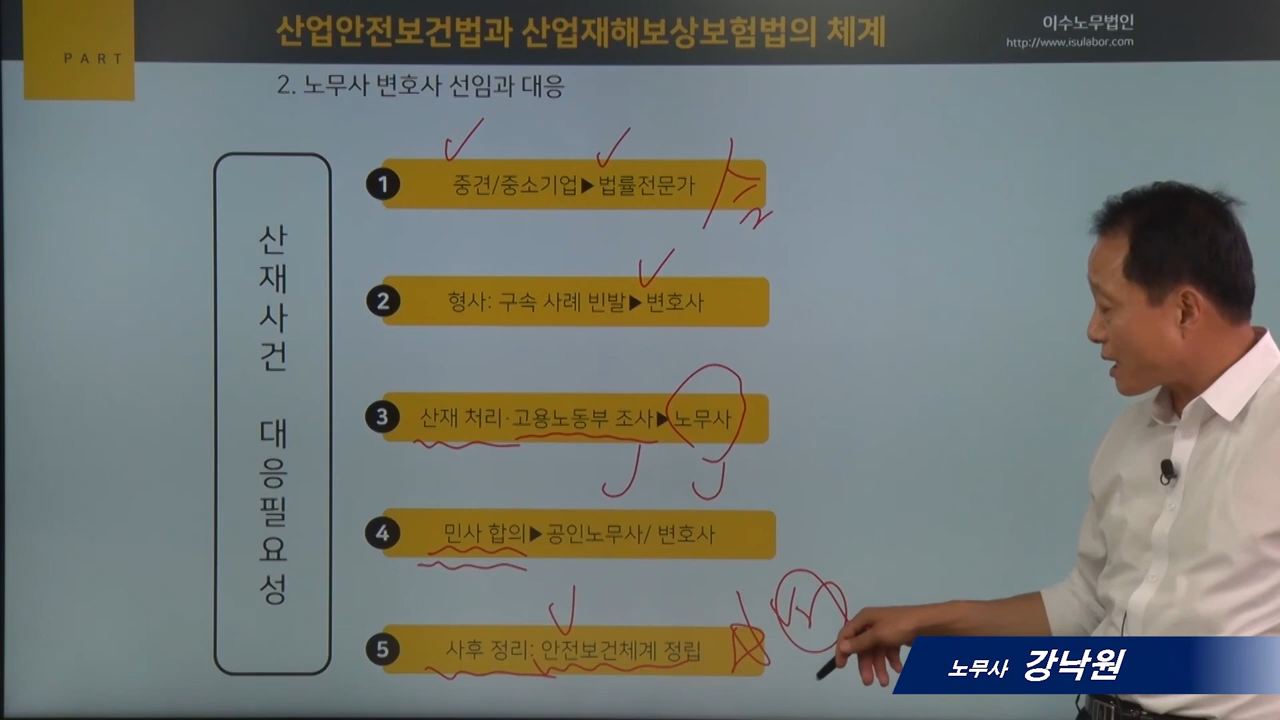 PART
산업안전보건법과 산업재해보상보험법의 체계
이수노무법인
http://www.isulabor.com
2. 노무사 변호사 선임과 대응
산재사건 대응필요성
1 중견/중소기업▶법률전문가
2 형사: 구속 사례 빈발▶변호사
3 산재 처리·고용노동부 조사▶노무사
4 민사 합의▶공인노무사/ 변호사
5 사후 정리: 안전보건체계 정립
노무사 강낙원